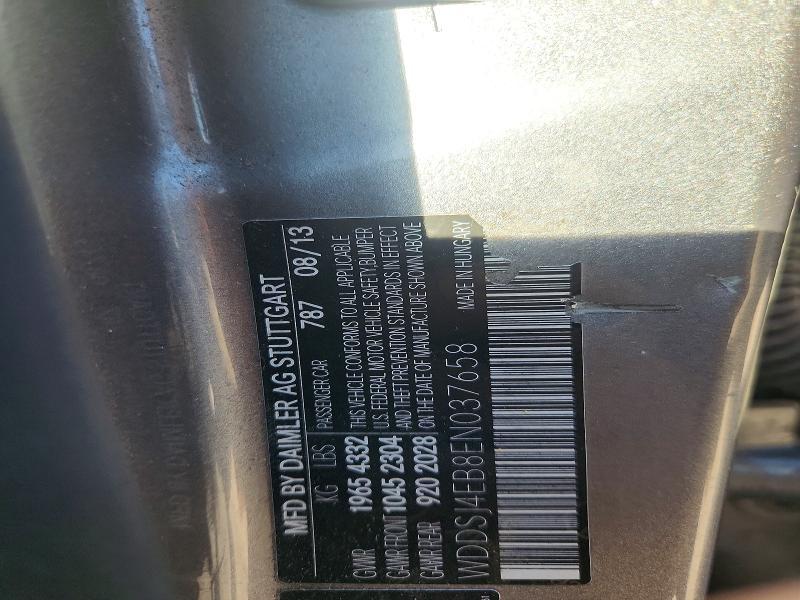 MFD BY DAIMLER AG STUTTGART
KG LBS PASSENGER CAR 787 08/13
GVWR 1965 4332 THIS VEHICLE CONFORMS TO ALL APPLICABLE
GAWR FRONT 1045 2304 U.S. FEDERAL MOTOR VEHICLE SAFETY,BUMPER
GAWR REAR 920 2028 AND THEFT PREVENTION STANDARDS IN EFFECT
ON THE DATE OF MANUFACTURE SHOWN ABOVE
WDDSJ4EB8EN037658 MADE IN HUNGARY